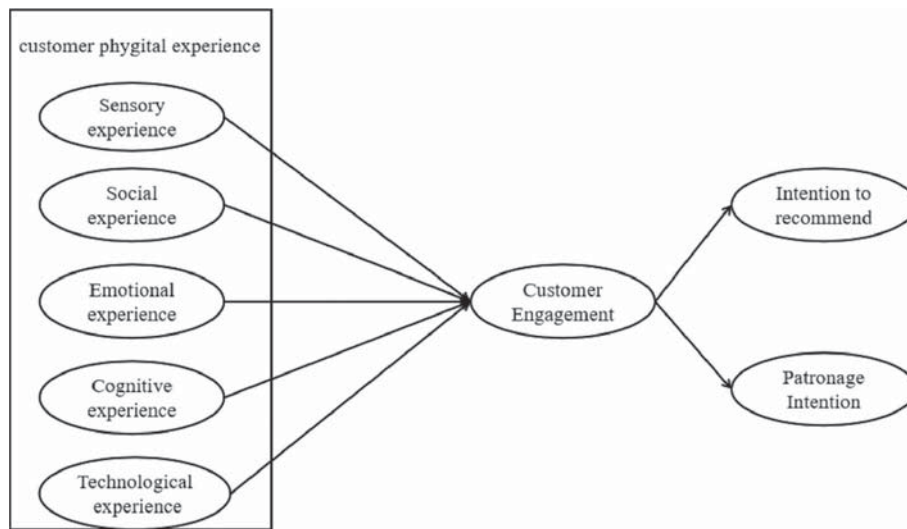 customer phygital experience
Sensory
experience
Social
experience
Emotional
experience
Cognitive
experience
Technological
experience
Customer
Engagement
Intention to
recommend
Patronage
Intention